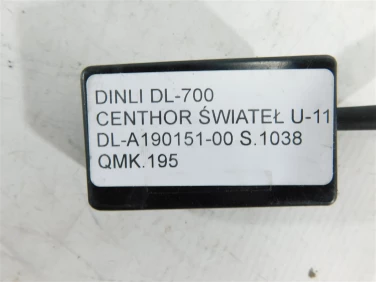 DINLI DL-700
CENTHOR ŚWIATEŁ U-11
DL-A190151-00 S.1038
QMK.195